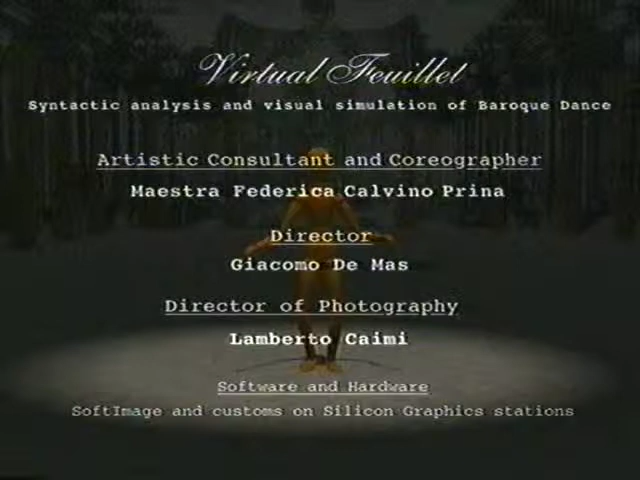 Virtual Feuillet
Syntactic analysis and visual simulation of Baroque Dance
Artistic Consultant and Coreographer
Maestra Federica Calvino Prina
Director
Giacomo De Mas
Director of Photography
Lamberto Caimi
Software and Hardware
SoftImage and customs on Silicon Graphics stations